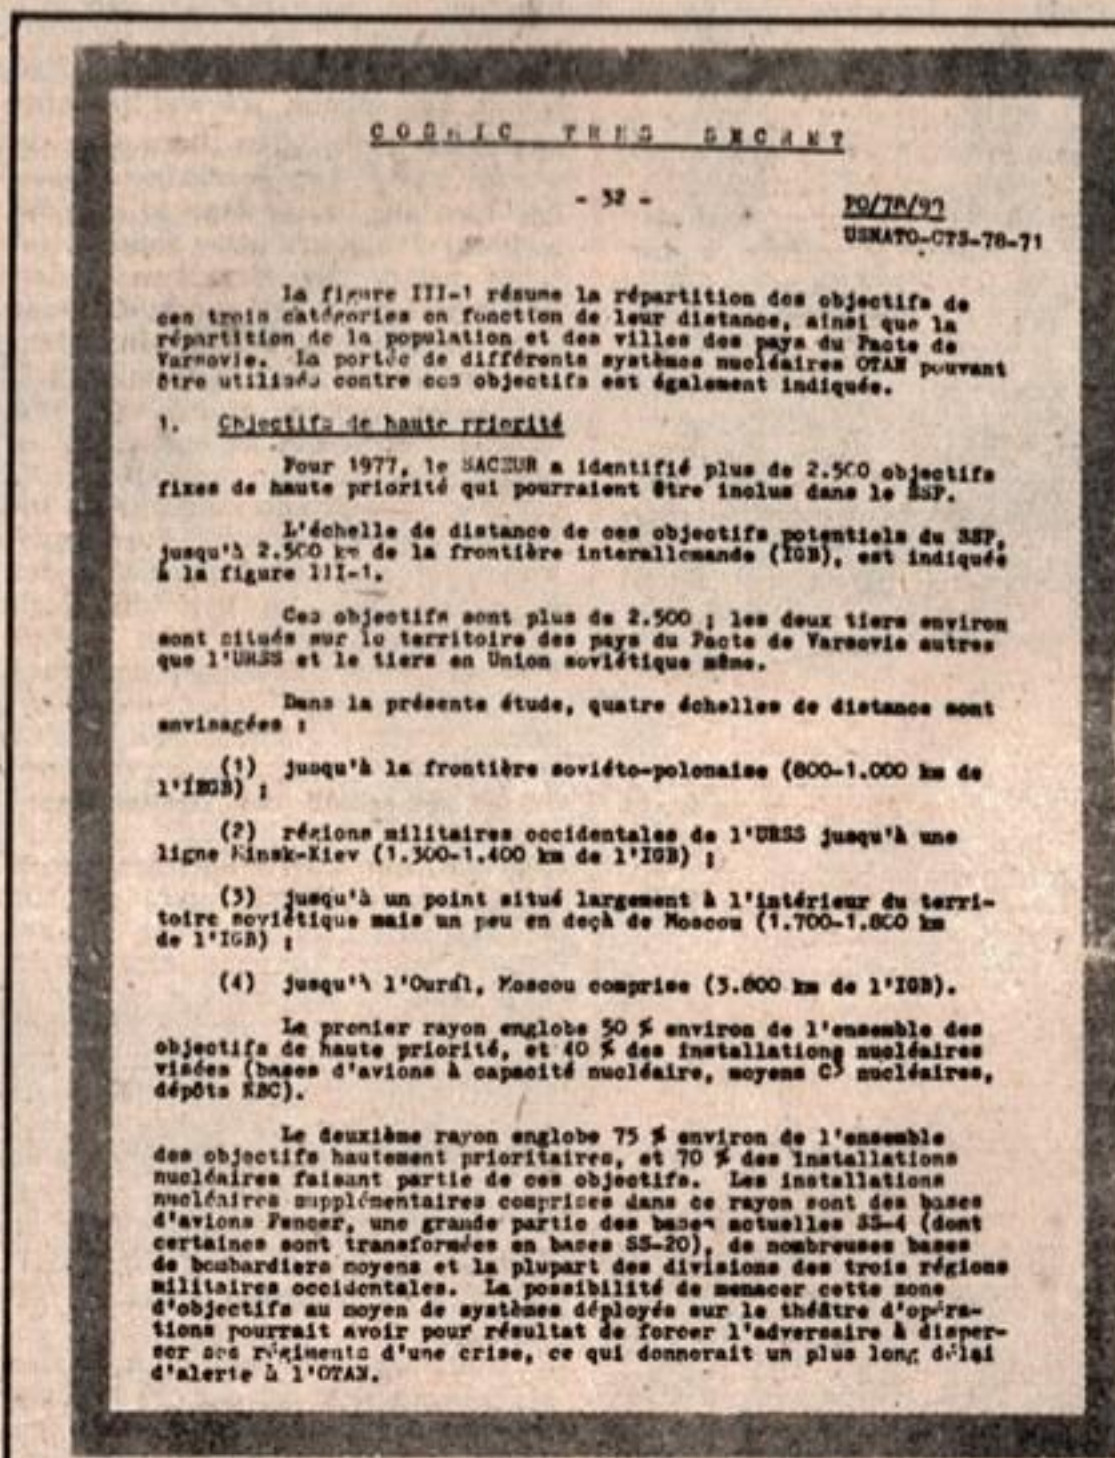 COSMIC TRES SECRET
- 32 -
PO/78/97
USNATO-CTS-78-71
la figure III-1 résume la répartition des objectifs de
ces trois catégories en fonction de leur distance, ainsi que la
répartition de la population et des villes des pays du Pacte de
Varsovie. La portée de différents systèmes nucléaires OTAN pouvant
être utilisés contre ces objectifs est également indiquée.
1. Objectifs de haute priorité
Pour 1977, le SACEUR a identifié plus de 2.500 objectifs
fixes de haute priorité qui pourraient être inclus dans le SSP.
L'échelle de distance de ces objectifs potentiels du SSP,
jusqu'à 2.500 km de la frontière interallemande (IGB), est indiquée
à la figure III-1.
Ces objectifs sont plus de 2.500 ; les deux tiers environ
sont situés sur le territoire des pays du Pacte de Varsovie autres
que l'URSS et le tiers en Union soviétique même.
Dans la présente étude, quatre échelles de distance sont
envisagées :
(1) jusqu'à la frontière soviéto-polonaise (800-1.000 km de
l'IEGB) ;
(2) régions militaires occidentales de l'URSS jusqu'à une
ligne Minsk-Kiev (1.300-1.400 km de l'IGB) ;
(3) jusqu'à un point situé largement à l'intérieur du terri-
toire soviétique mais un peu en deçà de Moscou (1.700-1.800 km
de l'IGB) ;
(4) jusqu'à l'Oural, Moscou comprise (3.800 km de l'IGB).
Le premier rayon englobe 50 % environ de l'ensemble des
objectifs de haute priorité, et 40 % des installations nucléaires
visées (bases d'avions à capacité nucléaire, moyens C3 nucléaires,
dépôts NBC).
Le deuxième rayon englobe 75 % environ de l'ensemble
des objectifs hautement prioritaires, et 70 % des installations
nucléaires faisant partie de ces objectifs. Les installations
nucléaires supplémentaires comprises dans ce rayon sont des bases
d'avions Fencer, une grande partie des bases actuelles SS-4 (dont
certaines sont transformées en bases SS-20), de nombreuses bases
de bombardiers moyens et la plupart des divisions des trois régions
militaires occidentales. La possibilité de menacer cette zone
d'objectifs au moyen de systèmes déployés sur le théâtre d'opéra-
tions pourrait avoir pour résultat de forcer l'adversaire à disper-
ser ses régiments d'une crise, ce qui donnerait un plus long délai
d'alerte à l'OTAN.